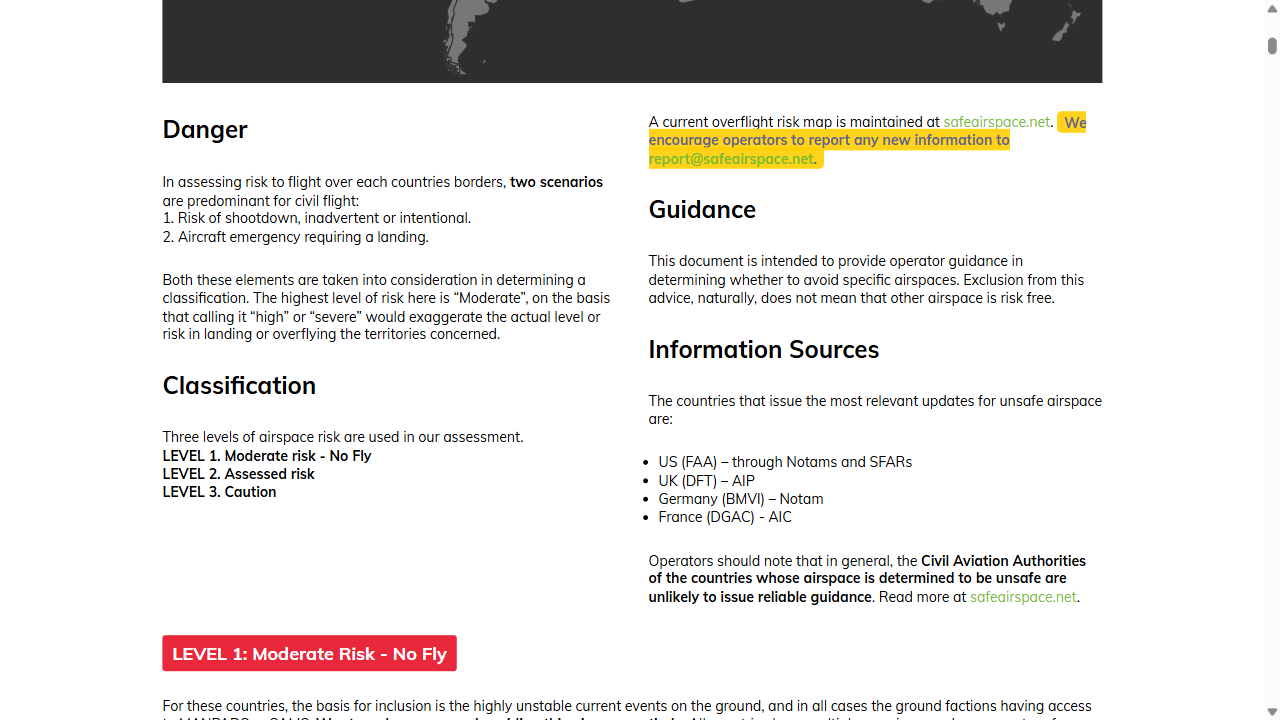 Danger
In assessing risk to flight over each countries borders, two scenarios
are predominant for civil flight:
1. Risk of shootdown, inadvertent or intentional.
2. Aircraft emergency requiring a landing.
Both these elements are taken into consideration in determining a
classification. The highest level of risk here is “Moderate”, on the basis
that calling it “high” or “severe” would exaggerate the actual level or
risk in landing or overflying the territories concerned.
Classification
Three levels of airspace risk are used in our assessment.
LEVEL 1. Moderate risk - No Fly
LEVEL 2. Assessed risk
LEVEL 3. Caution
A current overflight risk map is maintained at safeairspace.net. We
encourage operators to report any new information to
report@safeairspace.net.
Guidance
This document is intended to provide operator guidance in
determining whether to avoid specific airspaces. Exclusion from this
advice, naturally, does not mean that other airspace is risk free.
Information Sources
The countries that issue the most relevant updates for unsafe airspace
are:
• US (FAA) – through Notams and SFARs
• UK (DFT) – AIP
• Germany (BMVI) – Notam
• France (DGAC) - AIC
Operators should note that in general, the Civil Aviation Authorities
of the countries whose airspace is determined to be unsafe are
unlikely to issue reliable guidance. Read more at safeairspace.net.
LEVEL 1: Moderate Risk - No Fly
For these countries, the basis for inclusion is the highly unstable current events on the ground, and in all cases the ground factions having access